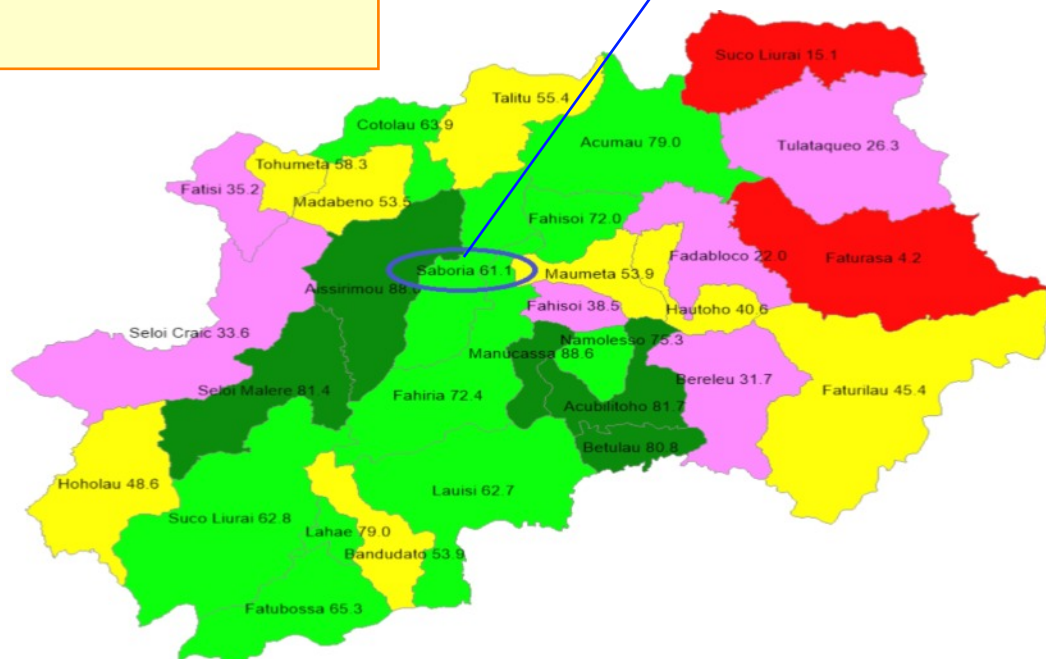 Suco Liurai 15.1
Talitu 55.4
Cotolau 63.9
Acumau 79.0
Tulataqueo 26.3
Tohumeta 58.3
Fatisi 35.2
Madabeno 53.5
Fahisoi 72.0
Fadabloco 22.0
Faturasa 4.2
Saboria 61.1
Maumeta 53.9
Aissirimou 88.0
Fahisoi 38.5
Hautoho 40.6
Seloi Craic 33.6
Namolesso 75.3
Manucassa 88.6
Bereleu 31.7
Seloi Malere 81.4
Fahiria 72.4
Faturilau 45.4
Acubilitoho 81.7
Betulau 80.8
Hoholau 48.6
Lauisi 62.7
Suco Liurai 62.8
Lahae 79.0
Bandudato 53.9
Fatubossa 65.3